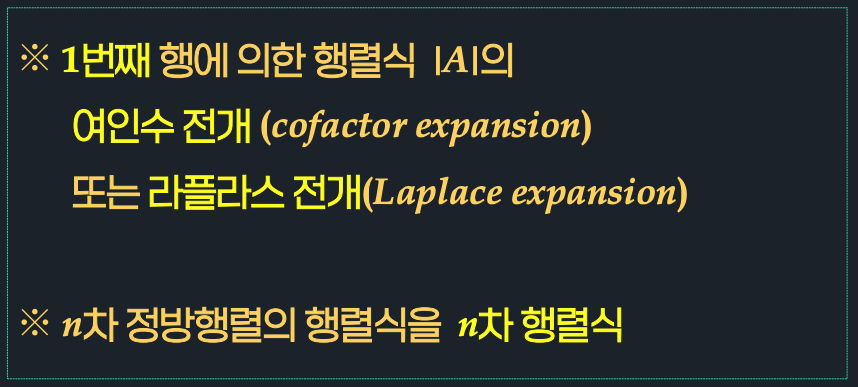 ※ 1번째 행에 의한 행렬식 |A|의
여인수 전개 (cofactor expansion)
또는 라플라스 전개(Laplace expansion)
※ n차 정방행렬의 행렬식을 n차 행렬식